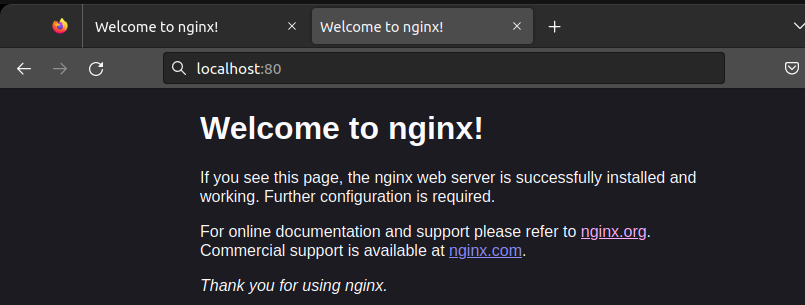 Welcome to nginx!
Welcome to nginx!
localhost:80
Welcome to nginx!
If you see this page, the nginx web server is successfully installed and
working. Further configuration is required.
For online documentation and support please refer to nginx.org.
Commercial support is available at nginx.com.
Thank you for using nginx.